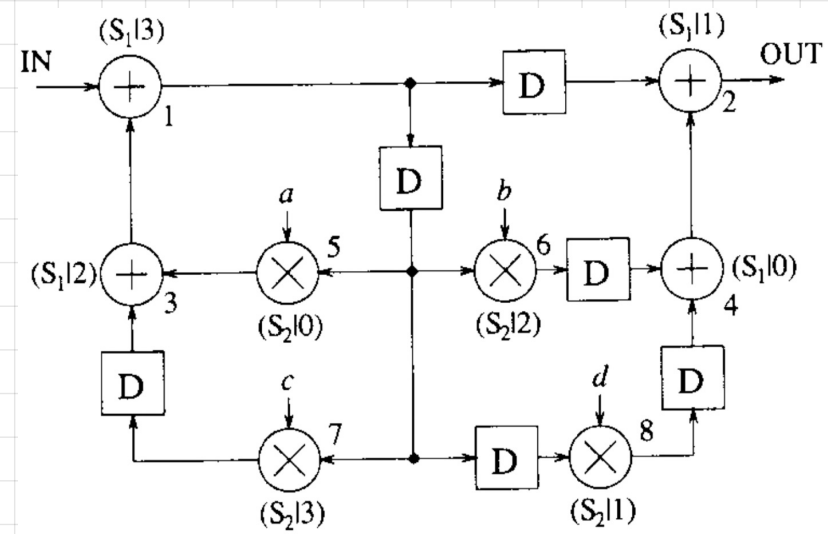 (S₁|3)
(S₁|1)
IN
D
OUT
+
+
1
2
D
a
b
5
6
(S₁|2)
+
×
×
D
+
(S₁|0)
3
4
(S₂|0)
(S₂|2)
D
D
c
d
7
8
×
D
×
(S₂|3)
(S₂|1)